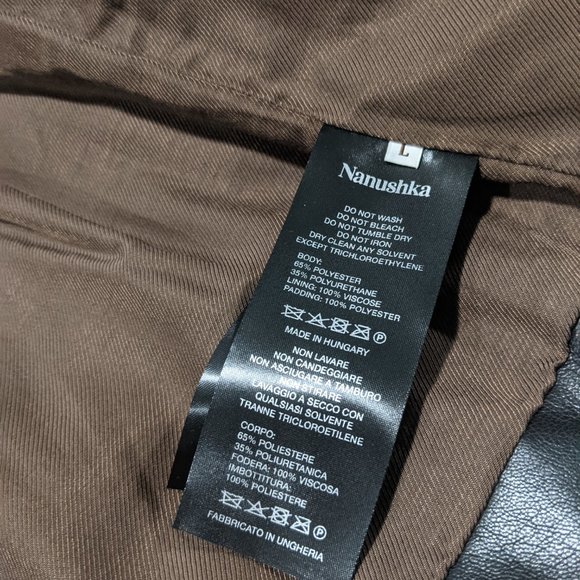 L
Nanushka
DO NOT WASH
DO NOT BLEACH
DO NOT TUMBLE DRY
DO NOT IRON
DRY CLEAN ANY SOLVENT
EXCEPT TRICHLOROETHYLENE
BODY:
65% POLYESTER
35% POLYURETHANE
LINING: 100% VISCOSE
PADDING: 100% POLYESTER
P
MADE IN HUNGARY
NON LAVARE
NON CANDEGGIARE
NON ASCIUGARE A TAMBURO
NON STIRARE
LAVAGGIO A SECCO CON
QUALSIASI SOLVENTE
TRANNE TRICLOROETILENE
CORPO:
65% POLIESTERE
35% POLIURETANICA
FODERA: 100% VISCOSA
IMBOTTITURA:
100% POLIESTERE
P
FABBRICATO IN UNGHERIA